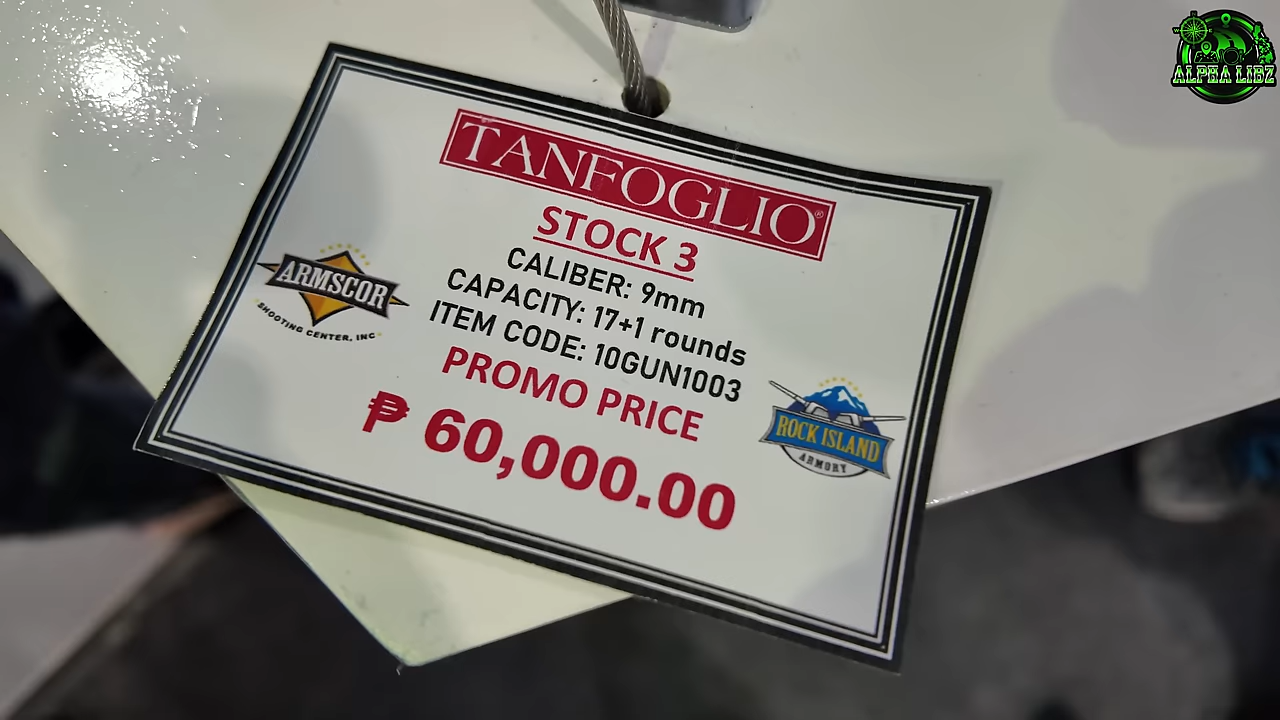 ALPHA LIBZ
TANFOGLIO®
STOCK 3
CALIBER: 9mm
CAPACITY: 17+1 rounds
ITEM CODE: 10GUN1003
PROMO PRICE
₱ 60,000.00
ARMSCOR
SHOOTING CENTER, INC
ROCK ISLAND
ARMORY